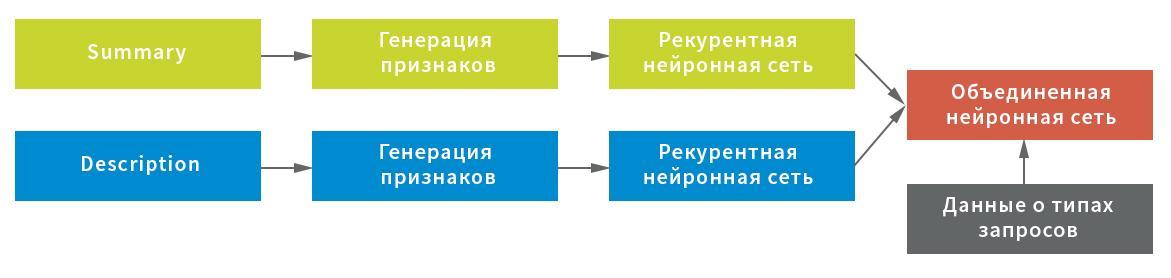 Summary
Генерация
признаков
Рекурентная
нейронная сеть
Description
Генерация
признаков
Рекурентная
нейронная сеть
Объединенная
нейронная сеть
Данные о типах
запросов